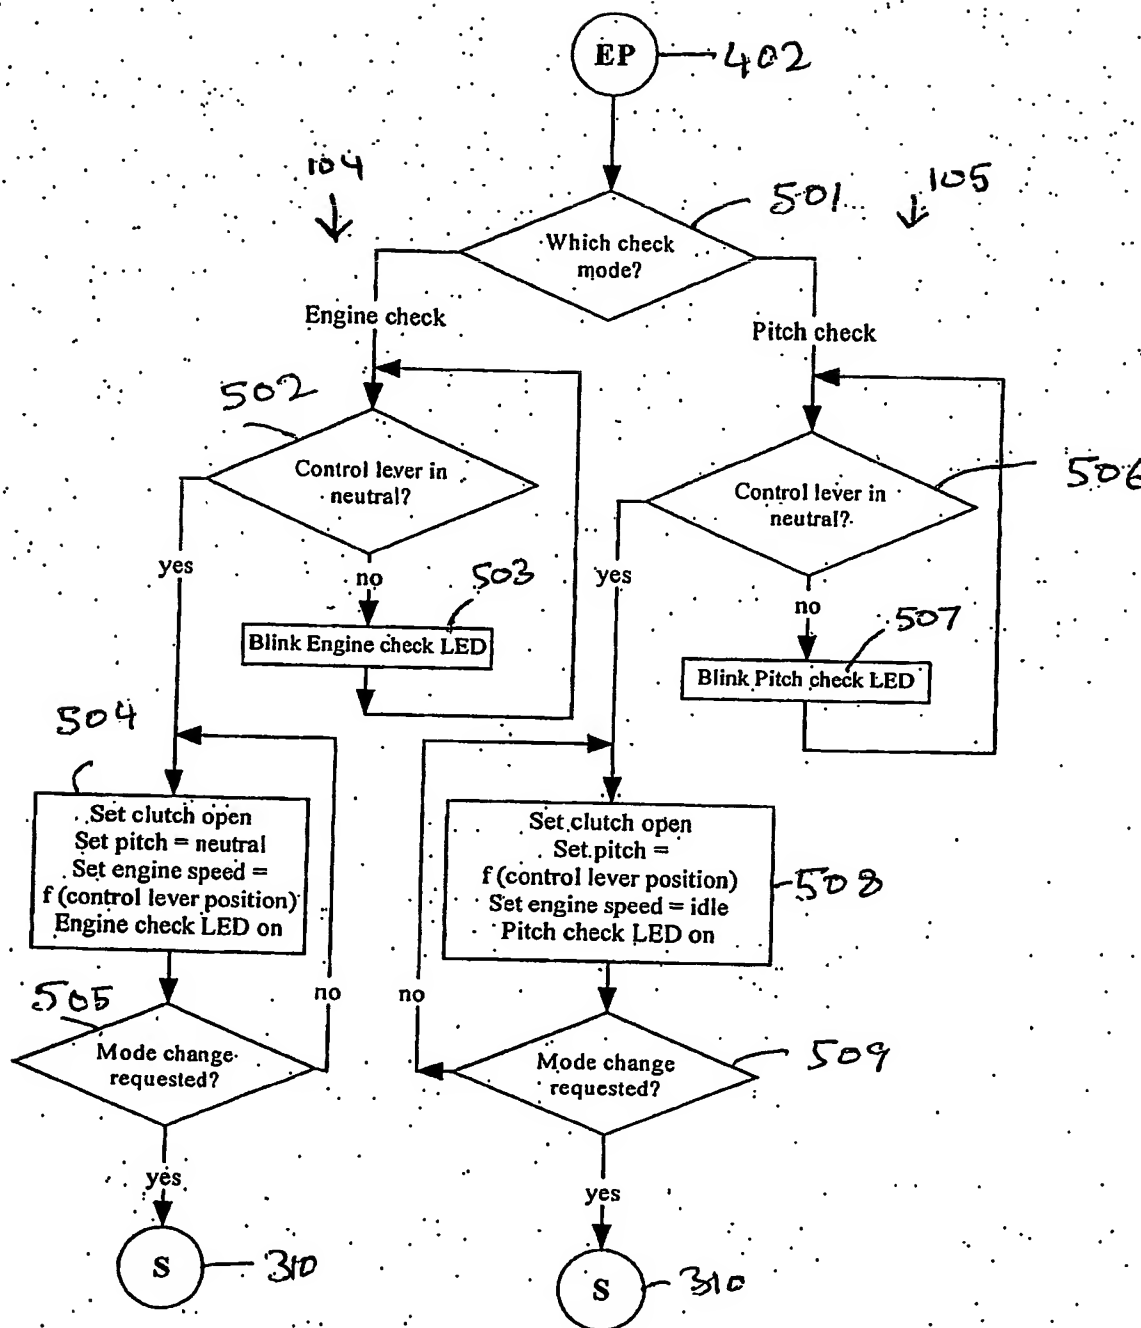 EP
402
104
105
501
Which check
mode?
Engine check
Pitch check
502
Control lever in
neutral?
506
Control lever in
neutral?
yes
no
503
Blink Engine check LED
yes
no
507
Blink Pitch check LED
504
Set clutch open
Set pitch = neutral
Set engine speed =
f (control lever position)
Engine check LED on
Set clutch open
Set pitch =
f (control lever position)
Set engine speed = idle
Pitch check LED on
508
505
Mode change
requested?
no
no
Mode change
requested?
509
yes
yes
S
310
S
310